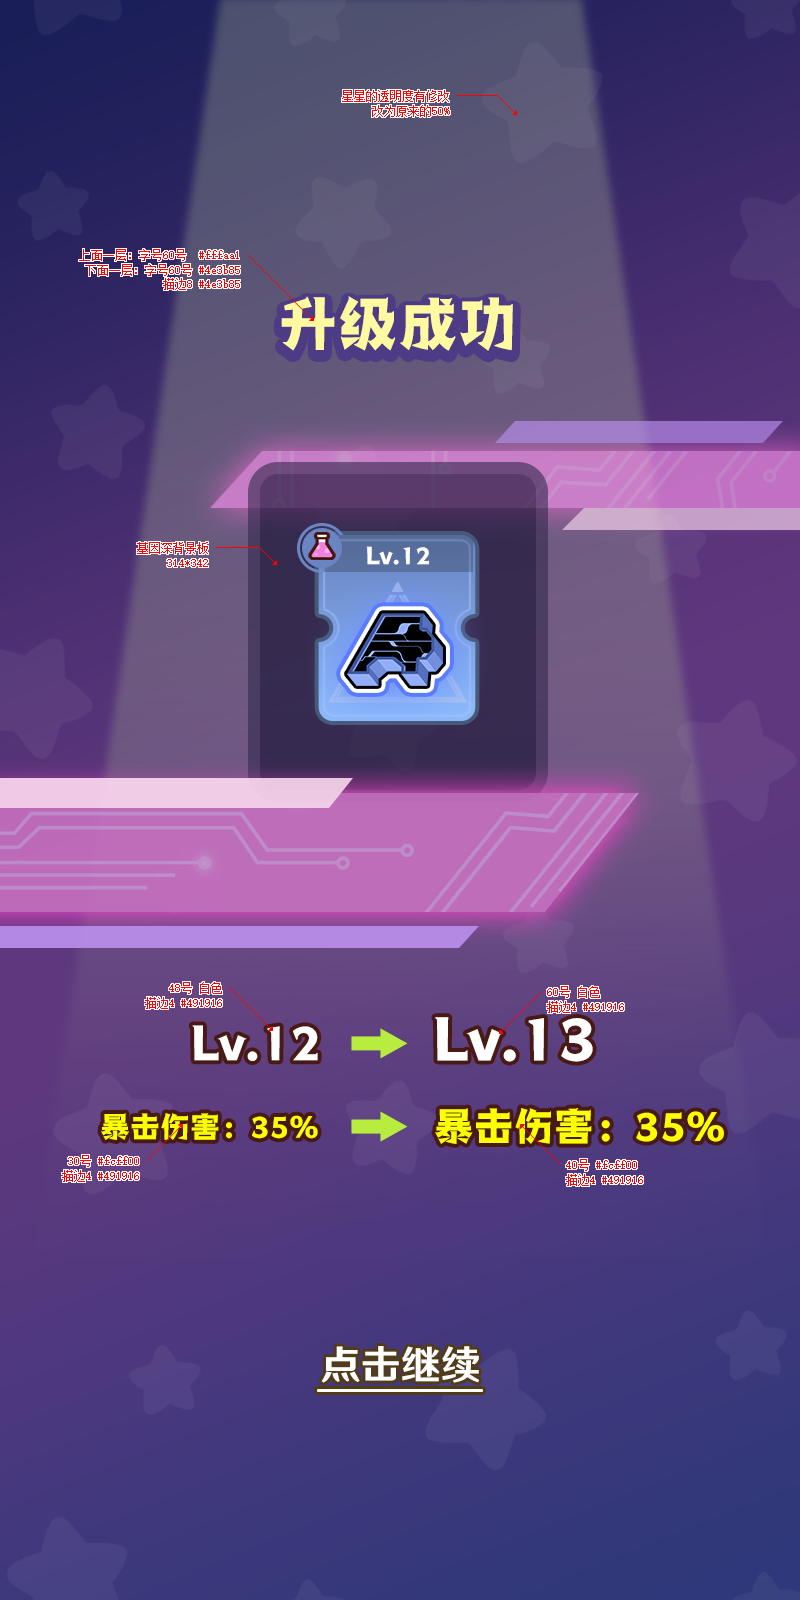 星星的透明度有修改
改为原来的50%
上面一层：字号60号 #fffaa1
下面一层：字号60号 #4c3b85
描边8 #4c3b85
升级成功
基因深背景板
314*342
Lv.12
48号 白色
描边4 #491916
60号 白色
描边4 #491916
Lv.12
Lv.13
暴击伤害：35%
暴击伤害：35%
30号 #fcff00
描边4 #491916
40号 #fcff00
描边4 #491916
点击继续